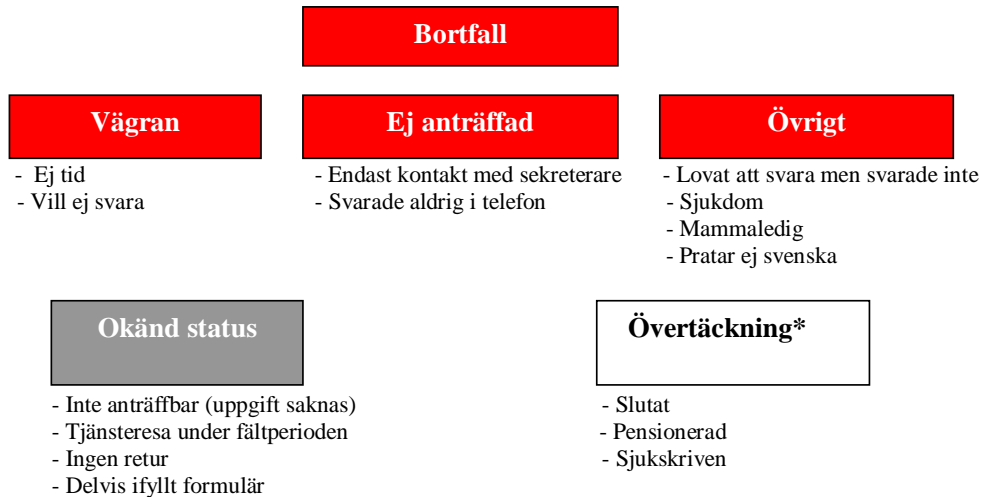 Bortfall
Vägran
- Ej tid
- Vill ej svara
Ej anträffad
- Endast kontakt med sekreterare
- Svarade aldrig i telefon
Övrigt
- Lovat att svara men svarade inte
- Sjukdom
- Mammaledig
- Pratar ej svenska
Okänd status
- Inte anträffbar (uppgift saknas)
- Tjänsteresa under fältperioden
- Ingen retur
- Delvis ifyllt formulär
Övertäckning*
- Slutat
- Pensionerad
- Sjukskriven